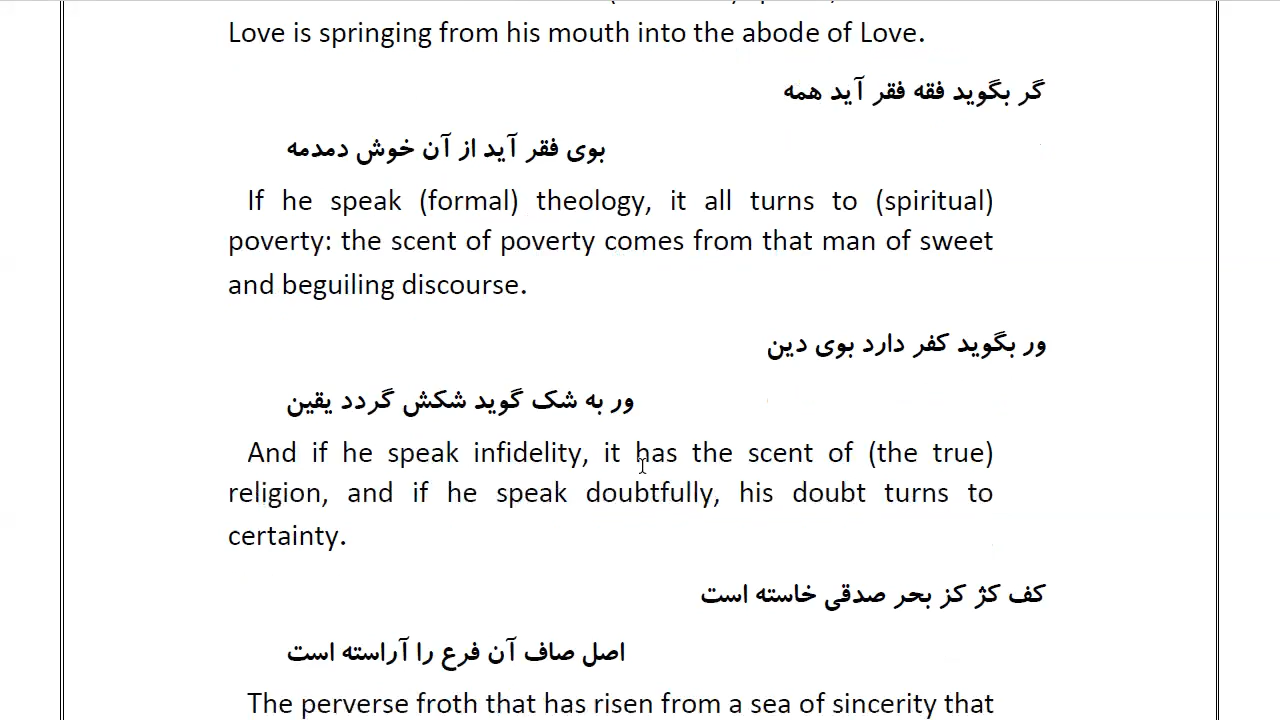 Love is springing from his mouth into the abode of Love.
گر بگوید فقه فقر آید همه
بوی فقر آید از آن خوش دمدمه
If he speak (formal) theology, it all turns to (spiritual)
poverty: the scent of poverty comes from that man of sweet
and beguiling discourse.
ور بگوید کفر دارد بوی دین
ور به شک گوید شکش گردد یقین
And if he speak infidelity, it has the scent of (the true)
religion, and if he speak doubtfully, his doubt turns to
certainty.
کف کژ کز بحر صدقی خاسته است
اصل صاف آن فرع را آراسته است
The perverse froth that has risen from a sea of sincerity that